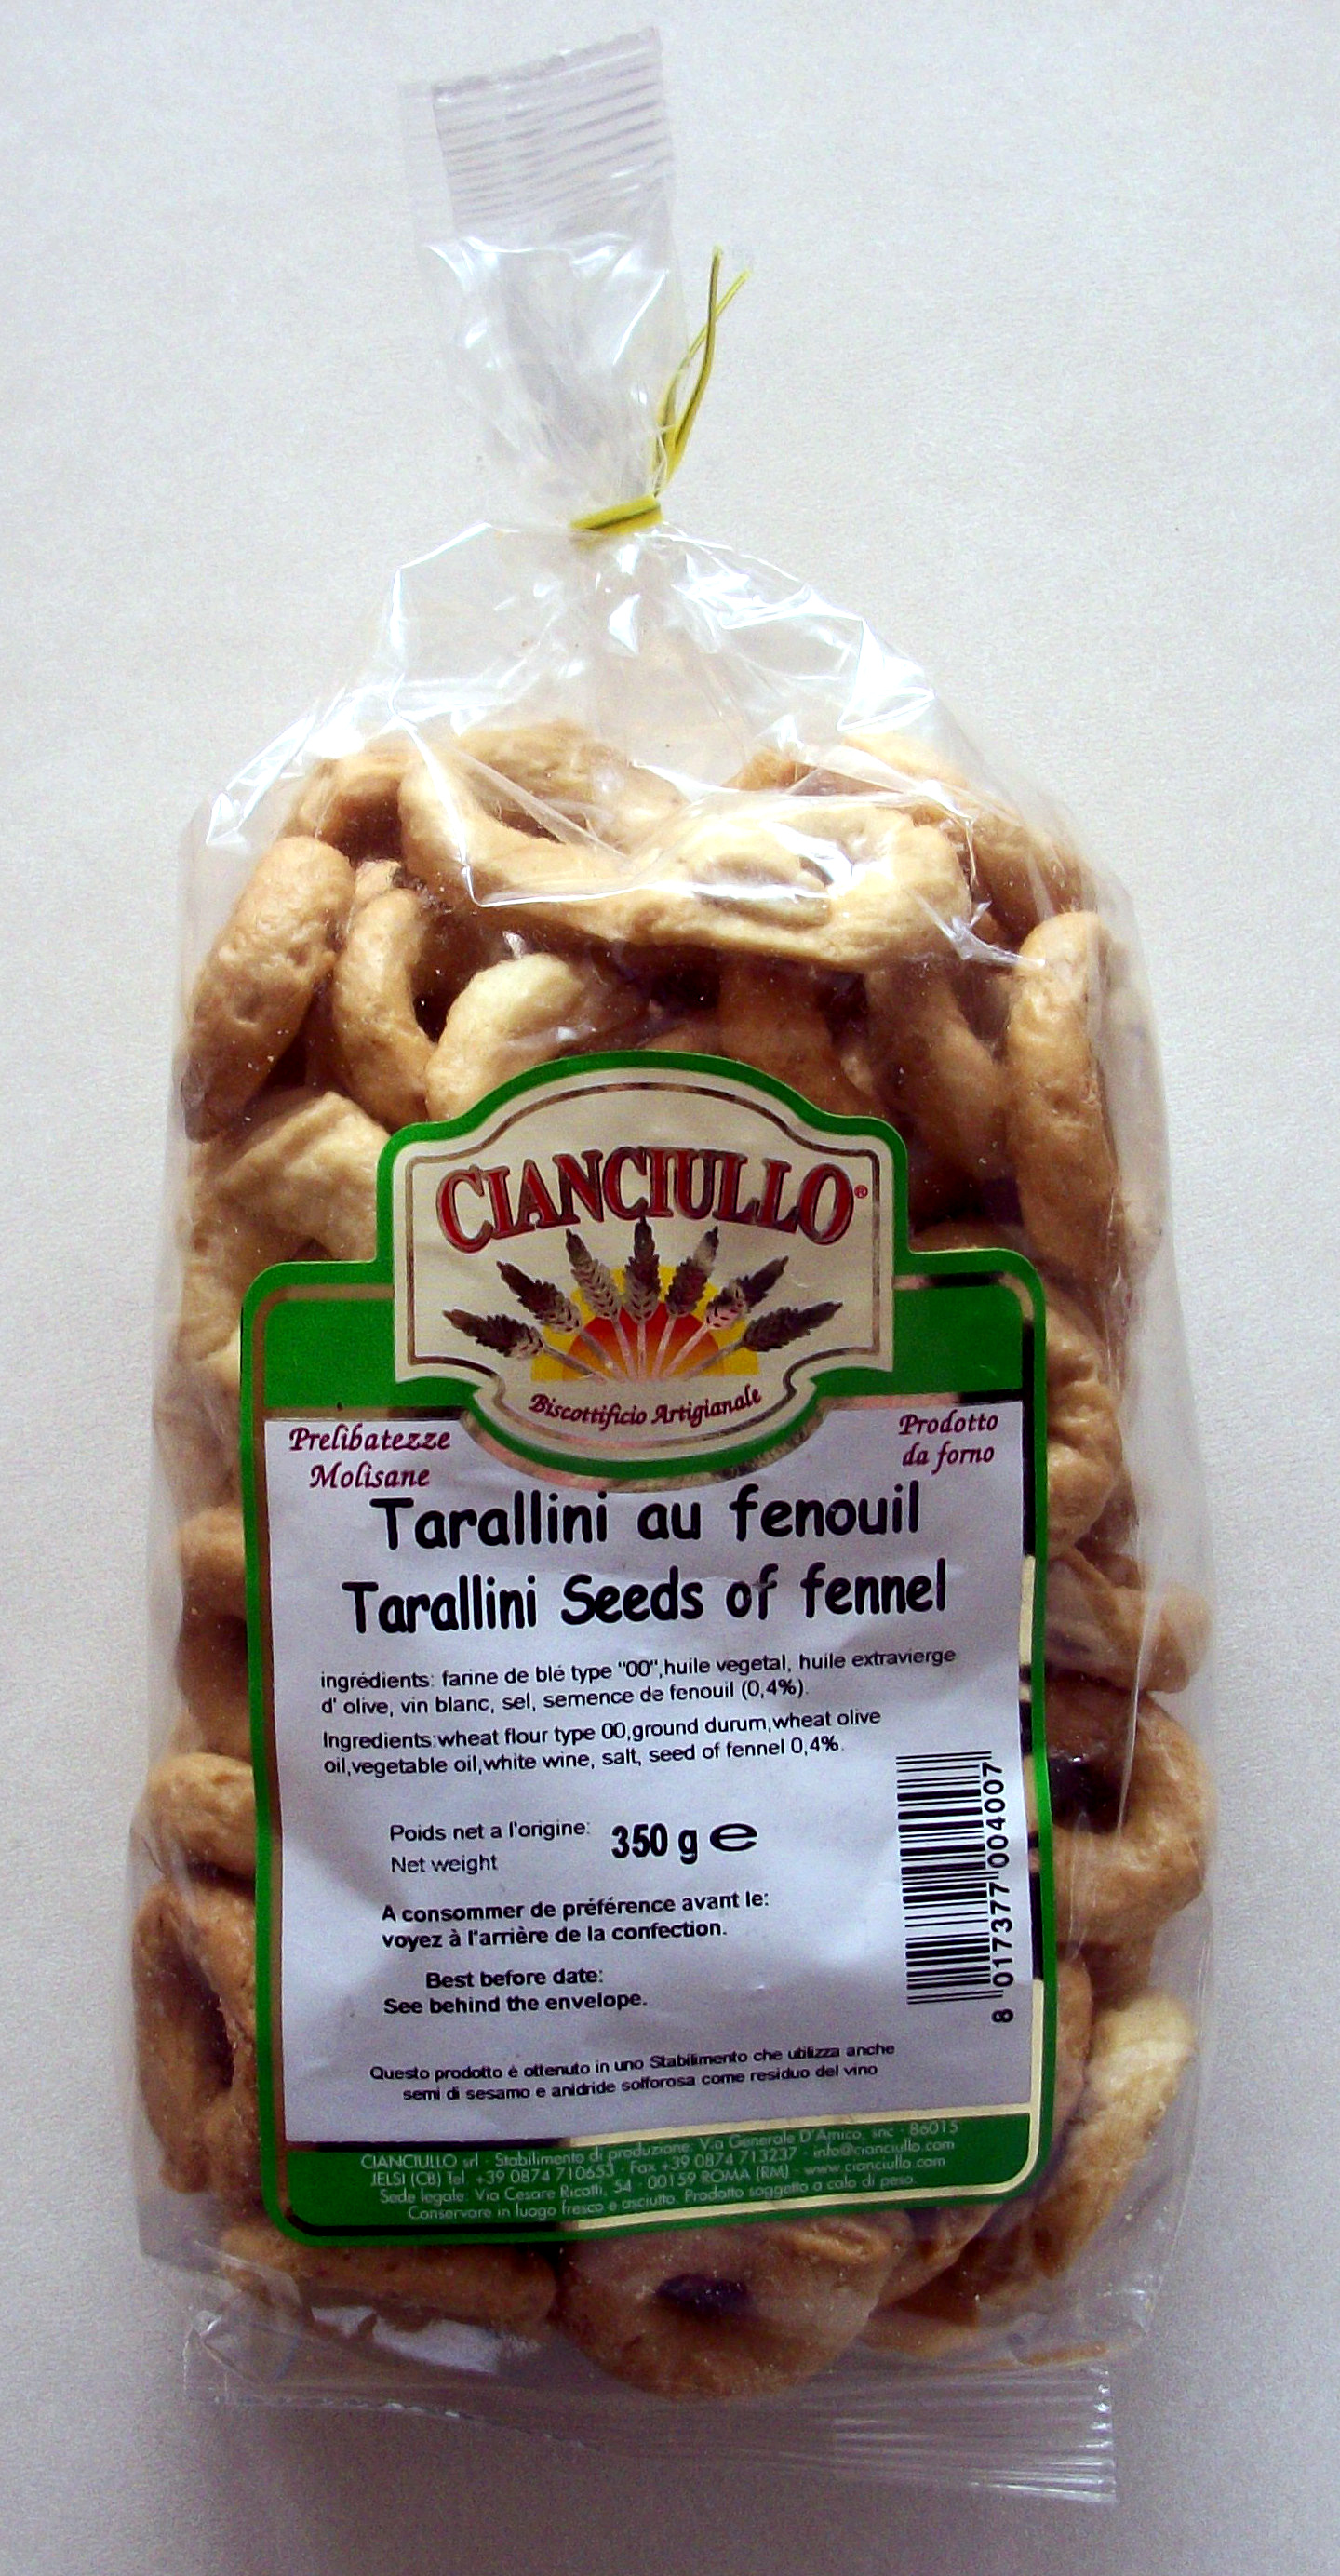 CIANCIULLO®
Biscottificio Artigianale
Prelibatezze
Molisane
Prodotto
da forno
Tarallini au fenouil
Tarallini Seeds of fennel
ingrédients: farine de blé type "00",huile vegetal, huile extravierge
d' olive, vin blanc, sel, semence de fenouil (0,4%).
Ingredients:wheat flour type 00,ground durum,wheat olive
oil,vegetable oil,white wine, salt, seed of fennel 0,4%.
Poids net a l'origine:
Net weight
350 g e
A consommer de préférence avant le:
voyez à l'arrière de la confection.
Best before date:
See behind the envelope.
8 017377 004007
Questo prodotto è ottenuto in uno Stabilimento che utilizza anche
semi di sesamo e anidride solforosa come residuo del vino
CIANCIULLO srl - Stabilimento di produzione: Via Generale D'Amico, snc - 86015
JELSI (CB) Tel. +39 0874 710653 - Fax +39 0874 713237 - info@cianciullo.com
Sede legale: Via Cesare Ricotti, 54 - 00159 ROMA (RM) - www.cianciullo.com
Conservare in luogo fresco e asciutto. Prodotto soggetto a calo di peso.